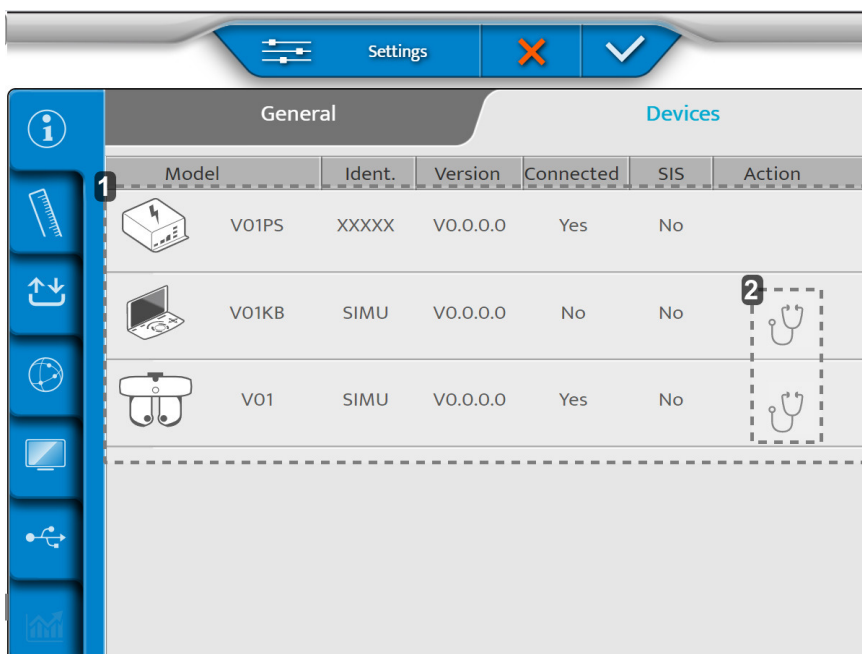 Settings
General Devices
Model Ident. Version Connected SIS Action
1
V01PS XXXXX V0.0.0.0 Yes No
2
V01KB SIMU V0.0.0.0 No No
V01 SIMU V0.0.0.0 Yes No